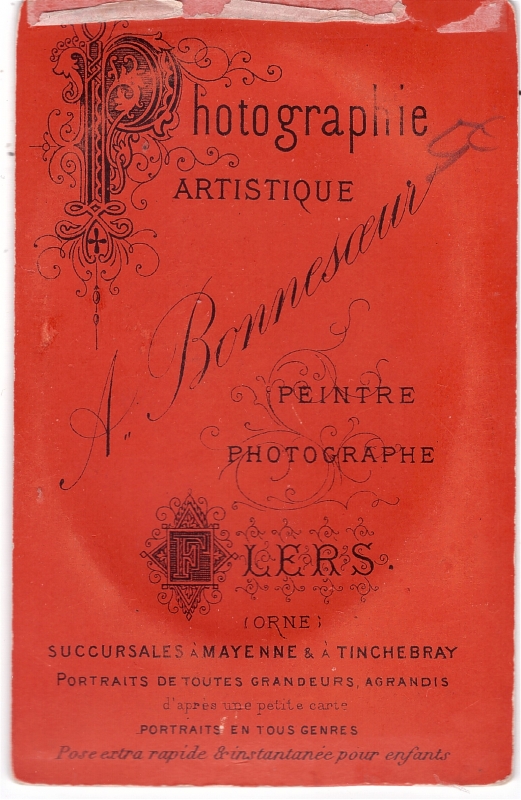 Photographie
ARTISTIQUE
A. Bonnesœur
PEINTRE
PHOTOGRAPHE
FLERS.
(ORNE)
SUCCURSALES À MAYENNE & À TINCHEBRAY
PORTRAITS DE TOUTES GRANDEURS, AGRANDIS
d'après une petite carte
PORTRAITS EN TOUS GENRES
Pose extra rapide & instantanée pour enfants